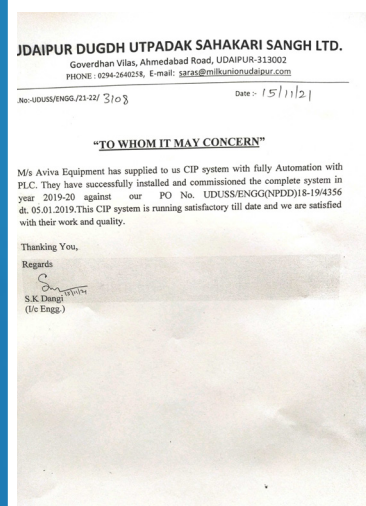 JDAIPUR DUGDH UTPADAK SAHAKARI SANGH LTD.
Goverdhan Vilas, Ahmedabad Road, UDAIPUR-313002
PHONE : 0294-2640258, E-mail: saras@milkunionudaipur.com
.No:-UDUSS/ENGG./21-22/ 3108 Date :- 15/11/21
“TO WHOM IT MAY CONCERN”
M/s Aviva Equipment has supplied to us CIP system with fully Automation with
PLC. They have successfully installed and commissioned the complete system in
year 2019-20 against our PO No. UDUSS/ENGG(NPDD)18-19/4356
dt. 05.01.2019.This CIP system is running satisfactory till date and we are satisfied
with their work and quality.
Thanking You,
Regards
15/11/21
S.K Dangi
(I/c Engg.)